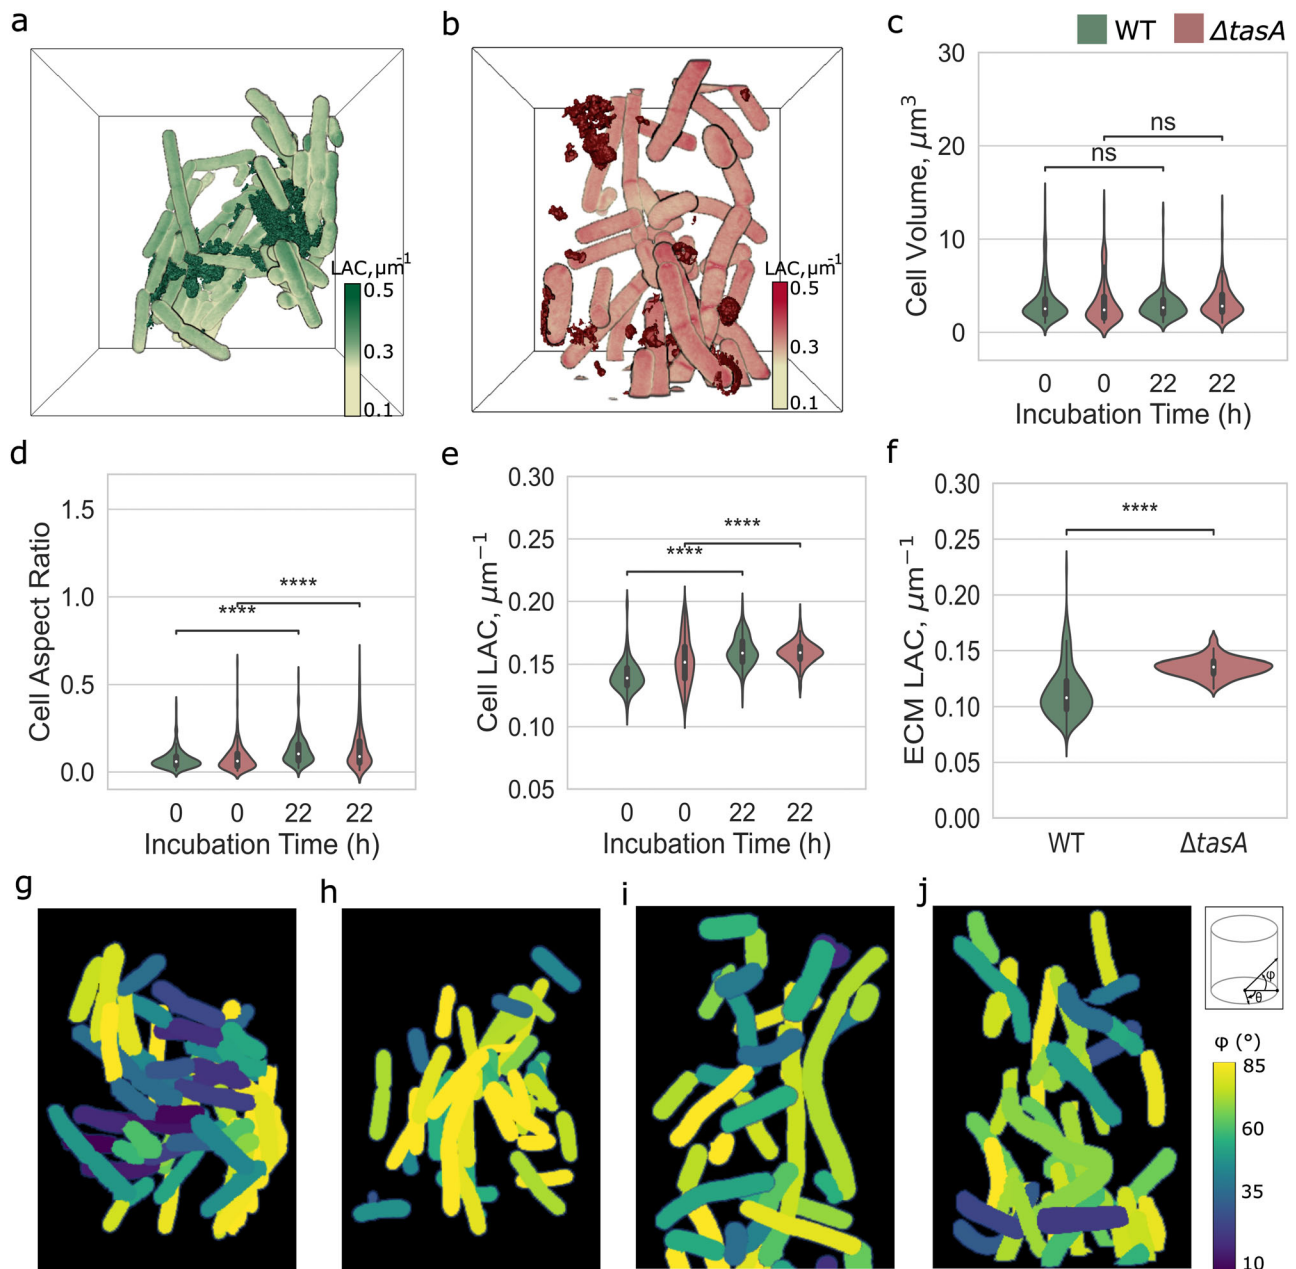 a
LAC, μm⁻¹
0.5
0.3
0.1
b
LAC, μm⁻¹
0.5
0.3
0.1
c
WT
ΔtasA
30
20
10
0
Cell Volume, μm³
ns
ns
0 0 22 22
Incubation Time (h)
d
1.5
1.0
0.5
0.0
Cell Aspect Ratio
****
****
0 0 22 22
Incubation Time (h)
e
0.30
0.25
0.20
0.15
0.10
0.05
Cell LAC, μm⁻¹
****
****
0 0 22 22
Incubation Time (h)
f
0.30
0.25
0.20
0.15
0.10
0.05
0.00
ECM LAC, μm⁻¹
****
WT ΔtasA
g
h
i
j
φ
θ
φ (°)
85
60
35
10